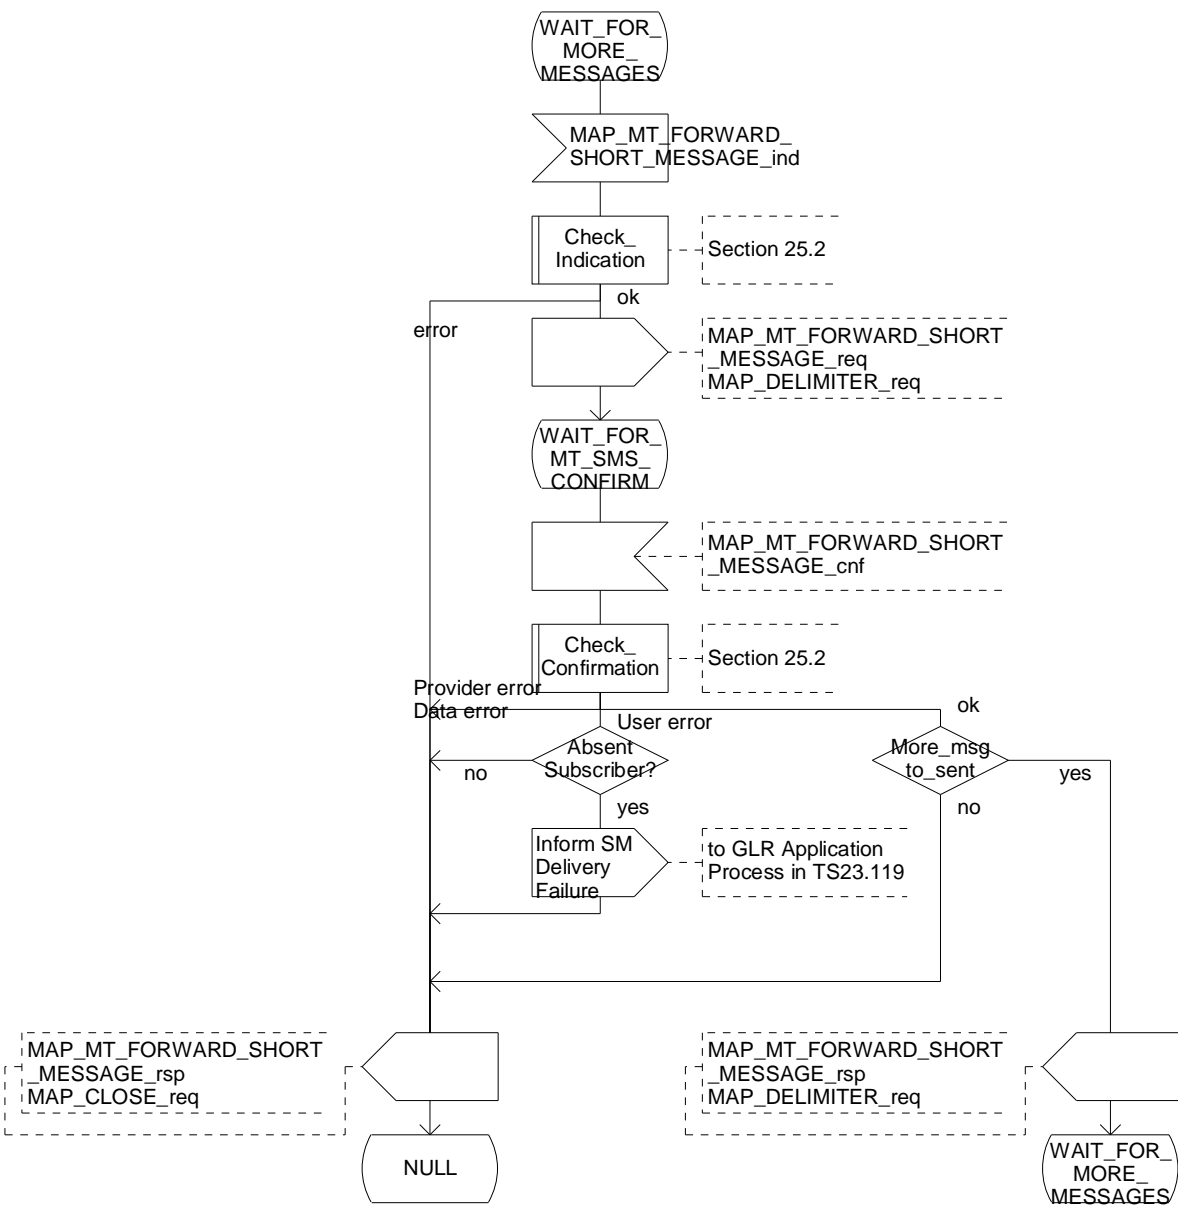 WAIT_FOR_
MORE_
MESSAGES
MAP_MT_FORWARD_
SHORT_MESSAGE_ind
Check_
Indication
Section 25.2
ok
error
MAP_MT_FORWARD_SHORT
_MESSAGE_req
MAP_DELIMITER_req
WAIT_FOR_
MT_SMS_
CONFIRM
MAP_MT_FORWARD_SHORT
_MESSAGE_cnf
Check_
Confirmation
Section 25.2
Provider error
Data error
User error
ok
Absent
Subscriber?
no
yes
More_msg
to_sent
yes
no
Inform SM
Delivery
Failure
to GLR Application
Process in TS23.119
MAP_MT_FORWARD_SHORT
_MESSAGE_rsp
MAP_CLOSE_req
MAP_MT_FORWARD_SHORT
_MESSAGE_rsp
MAP_DELIMITER_req
NULL
WAIT_FOR_
MORE_
MESSAGES